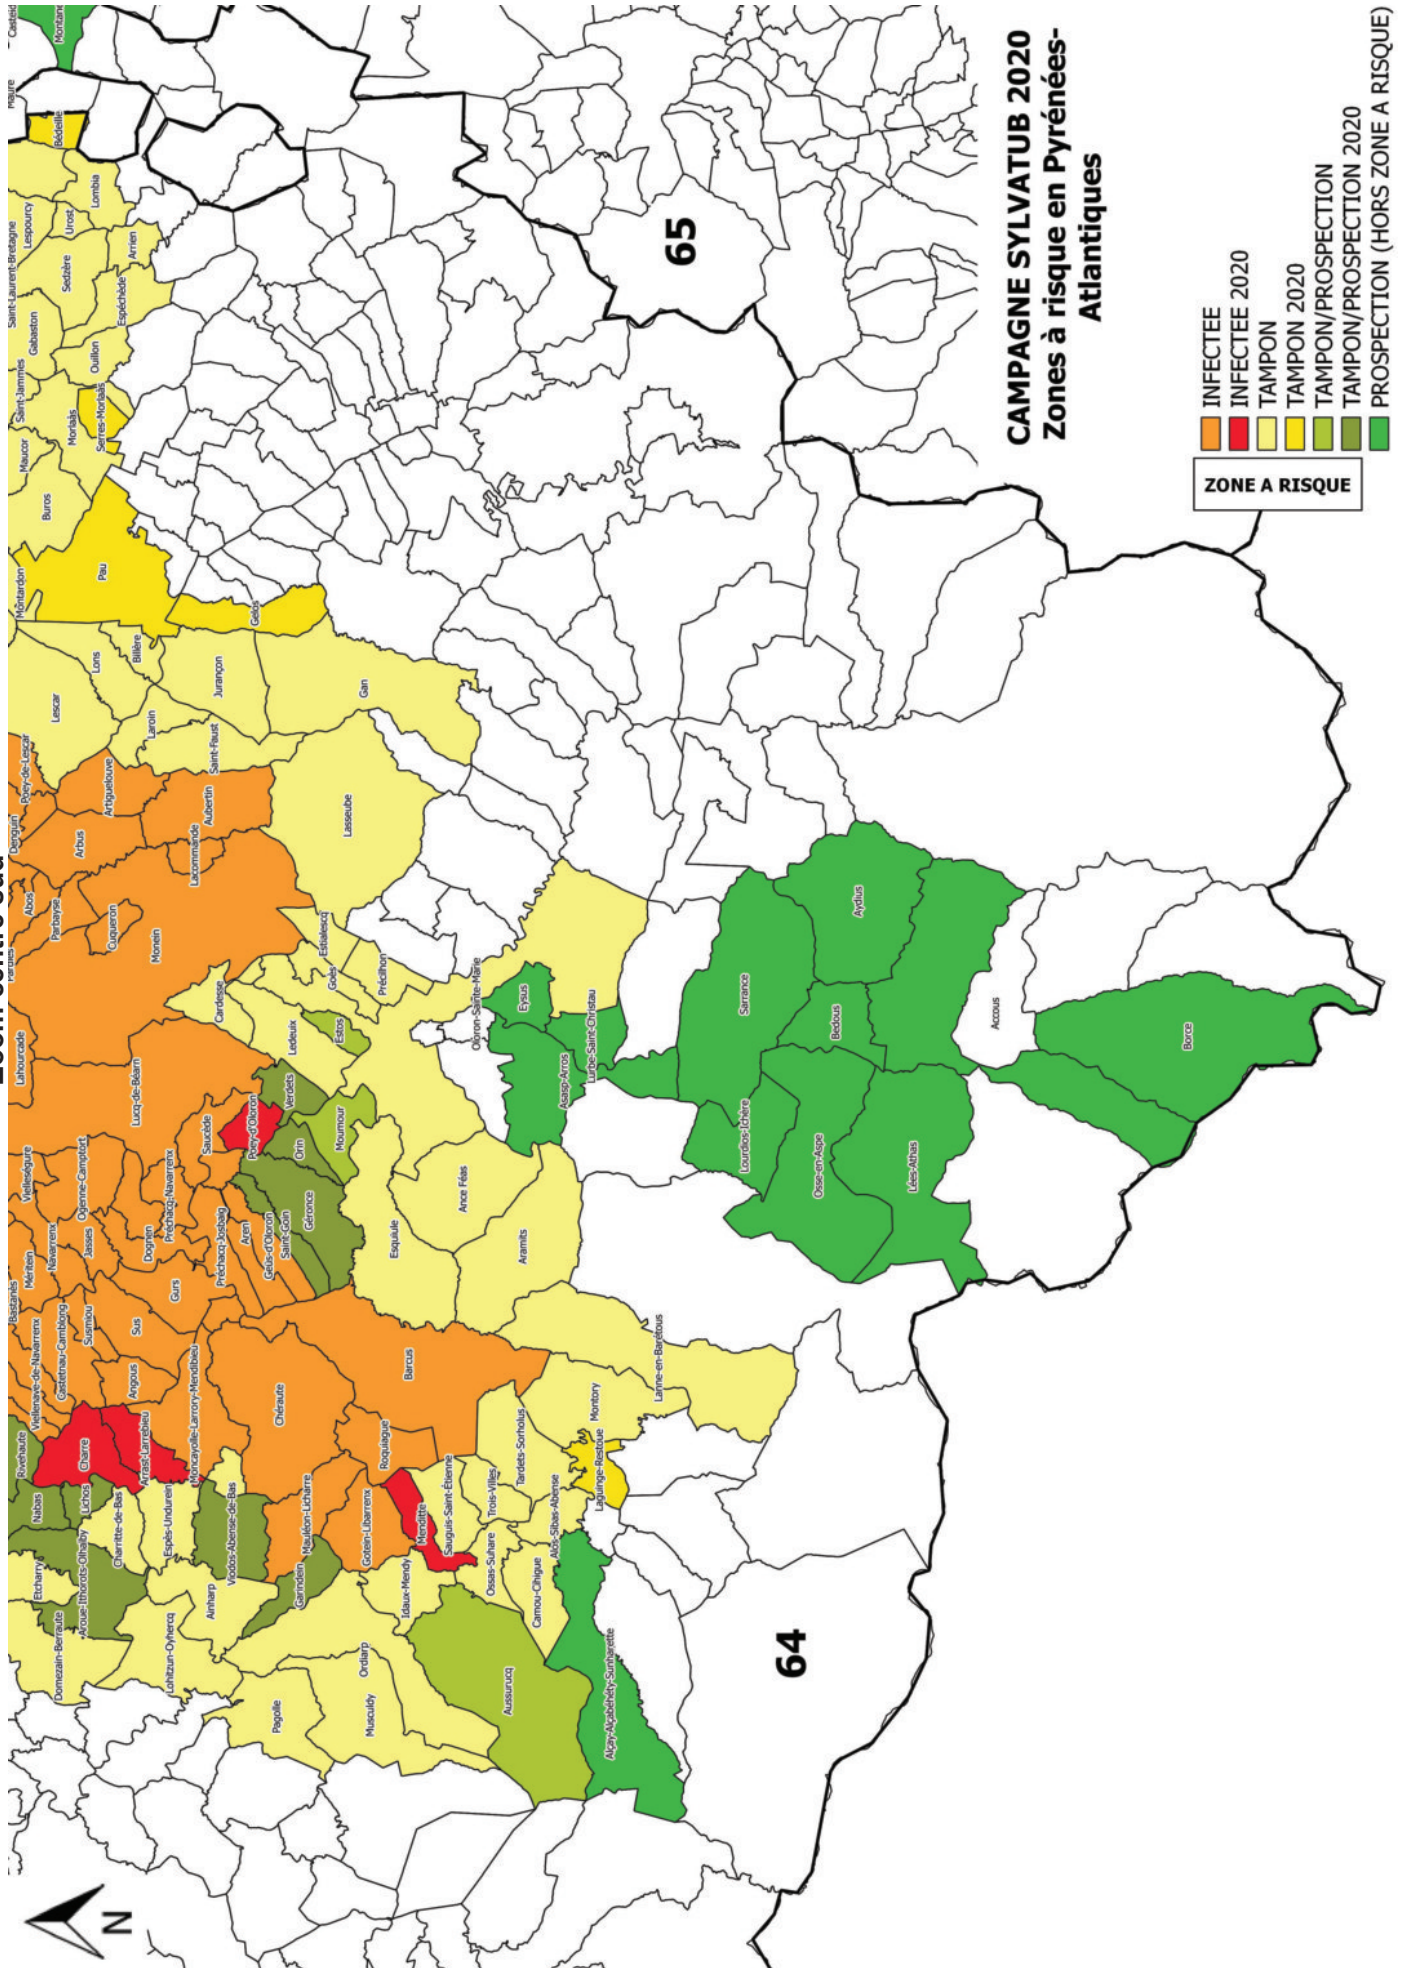 CAMPAGNE SYLVATUB 2020
Zones à risque en Pyrénées-
Atlantiques
ZONE A RISQUE
INFECTEE
INFECTEE 2020
TAMPON
TAMPON 2020
TAMPON/PROSPECTION
TAMPON/PROSPECTION 2020
PROSPECTION (HORS ZONE A RISQUE)
N
64
65
Domezain-Berraute
Etcharry
Aroue-Ithorots-Olhaïby
Nabas
Rivehaute
Lichos
Charritte-de-Bas
Charre
Lohitzun-Oyhercq
Ainharp
Espès-Undurein
Arrast-Larrebieu
Viodos-Abense-de-Bas
Moncayolle-Larrory-Mendibieu
Pagolle
Musculdy
Ordiarp
Garindein
Mauléon-Licharre
Chéraute
Idaux-Mendy
Gotein-Libarrenx
Menditte
Roquiague
Barcus
Sauguis-Saint-Étienne
Aussurucq
Ossas-Suhare
Trois-Villes
Camou-Cihigue
Tardets-Sorholus
Alos-Sibas-Abense
Montory
Laguinge-Restoue
Alçay-Alçabéhéty-Sunharette
Lanne-en-Barétous
Viellenave-de-Navarrenx
Bastanès
Castetnau-Camblong
Susmiou
Angous
Sus
Gurs
Méritein
Navarrenx
Jasses
Dognen
Vielleségure
Ogenne-Camptort
Préchacq-Navarrenx
Préchacq-Josbaig
Aren
Geüs-d'Oloron
Saint-Goin
Géronce
Saucède
Poey-d'Oloron
Orin
Verdets
Moumour
Lucq-de-Béarn
Lahourcade
Ledeuix
Estos
Cardesse
Goès
Estialescq
Précilhon
Esquiule
Ance Féas
Aramits
Oloron-Sainte-Marie
Eysus
Asasp-Arros
Lurbe-Saint-Christau
Sarrance
Lourdios-Ichère
Bedous
Aydius
Osse-en-Aspe
Lées-Athas
Accous
Borce
Monein
Abos
Parbayse
Cuqueron
Lacommande
Arbus
Denguin
Poey-de-Lescar
Artiguelouve
Aubertin
Saint-Faust
Laroin
Lescar
Lons
Billère
Jurançon
Gan
Lasseube
Montardon
Pau
Gelos
Buros
Maucor
Saint-Jammes
Morlaàs
Serres-Morlaàs
Gabaston
Ouillon
Saint-Laurent-Bretagne
Sedzère
Espéchède
Lespourcy
Urost
Arrien
Lombia
Bédeille
Maure